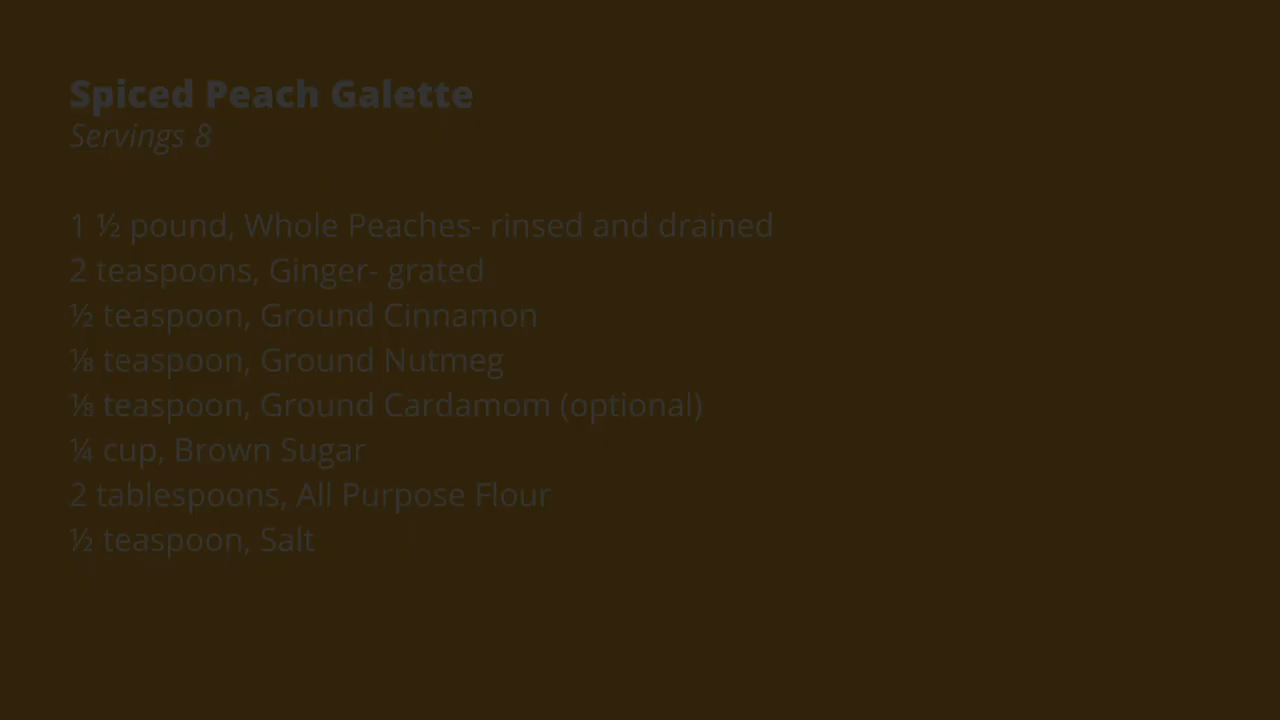 Spiced Peach Galette
Servings 8
1 ½ pound, Whole Peaches- rinsed and drained
2 teaspoons, Ginger- grated
½ teaspoon, Ground Cinnamon
⅛ teaspoon, Ground Nutmeg
⅛ teaspoon, Ground Cardamom (optional)
¼ cup, Brown Sugar
2 tablespoons, All Purpose Flour
½ teaspoon, Salt